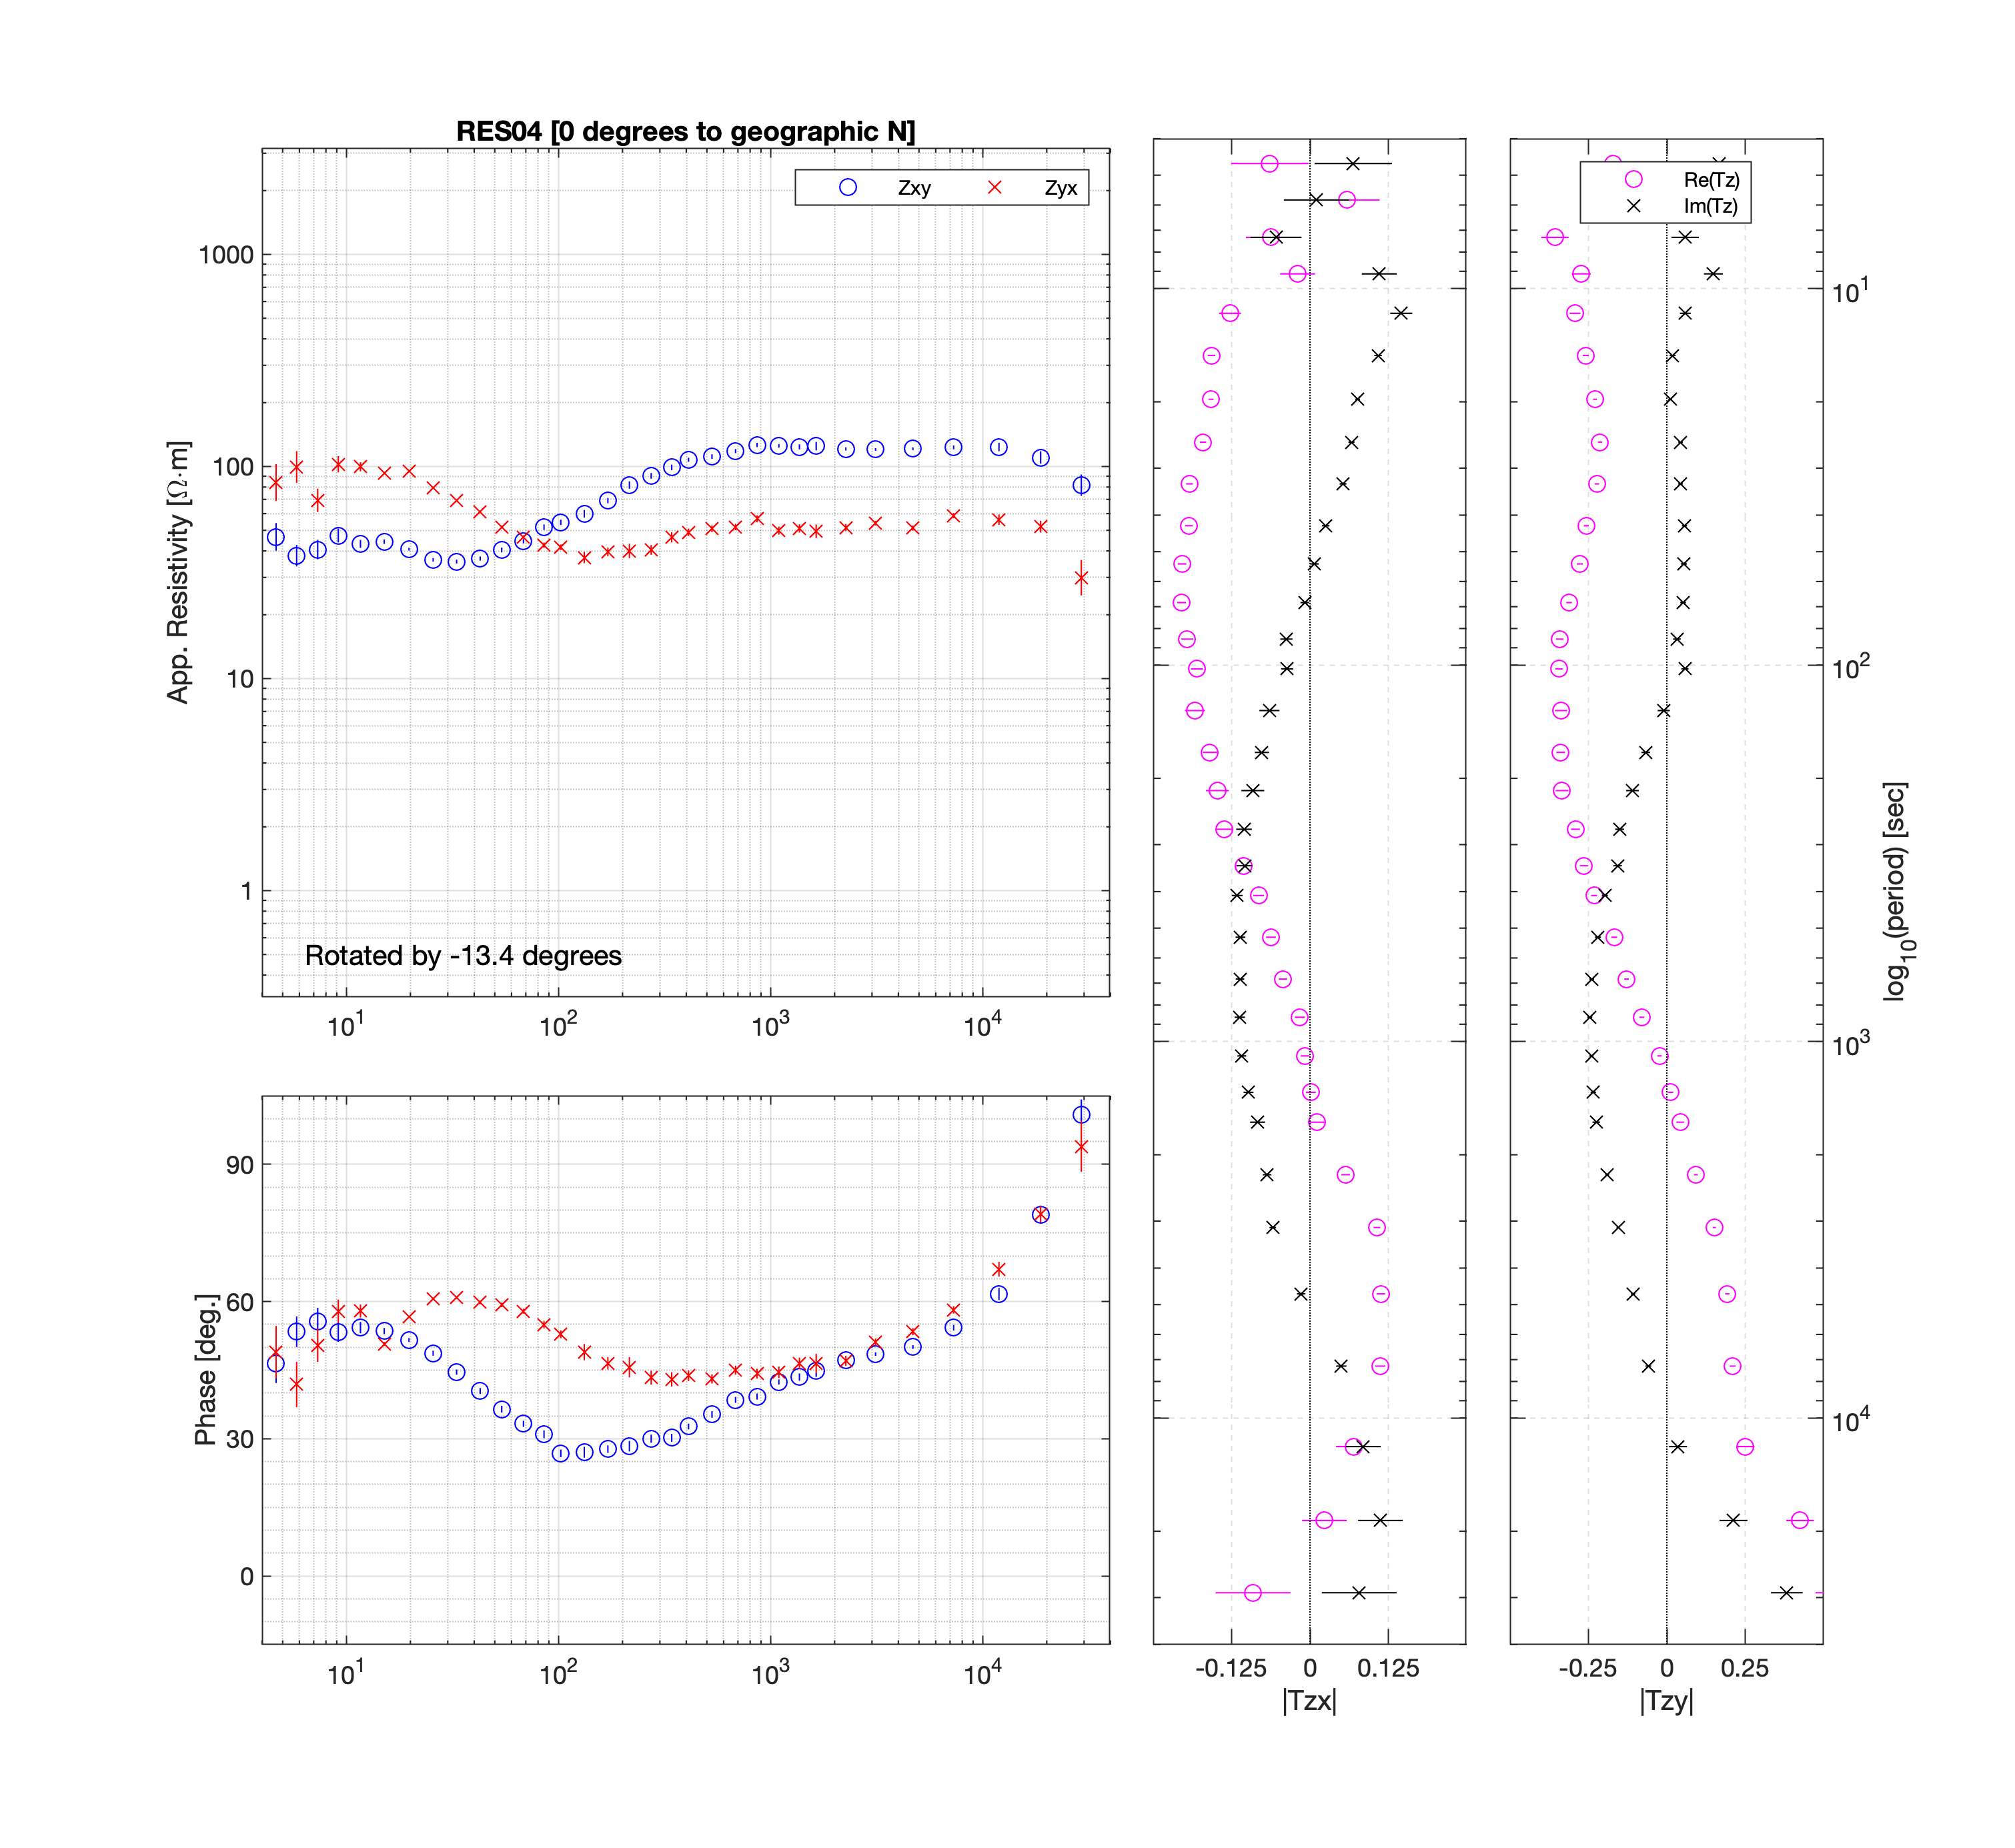 RES04 [0 degrees to geographic N]
Zxy Zyx
1000
100
10
1
App. Resistivity [Ω·m]
Rotated by -13.4 degrees
10¹ 10² 10³ 10⁴
90
60
30
0
Phase [deg.]
10¹ 10² 10³ 10⁴
-0.125 0 0.125
|Tzx|
Re(Tz)
Im(Tz)
10¹
10²
10³
10⁴
log₁₀(period) [sec]
-0.25 0 0.25
|Tzy|